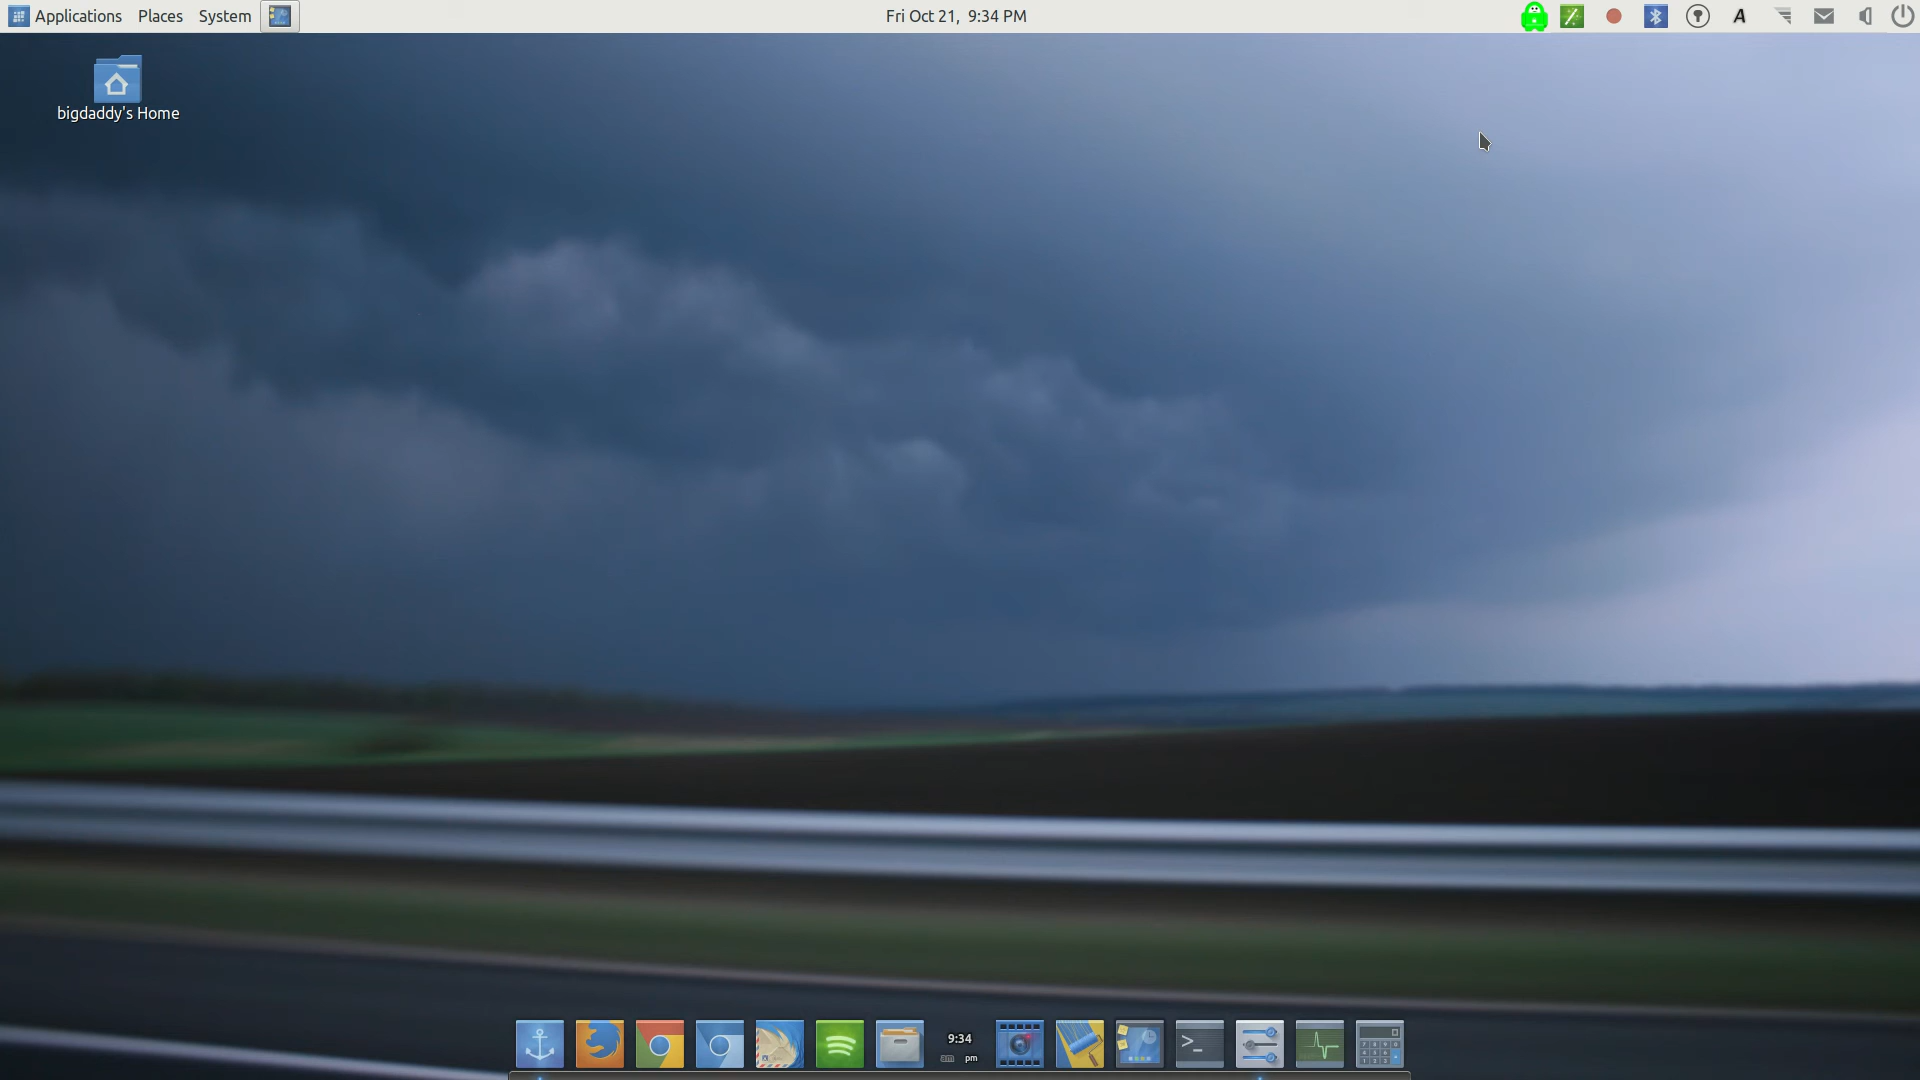 Applications Places System Fri Oct 21, 9:34 PM A
bigdaddy's Home
9:34
am pm
>_